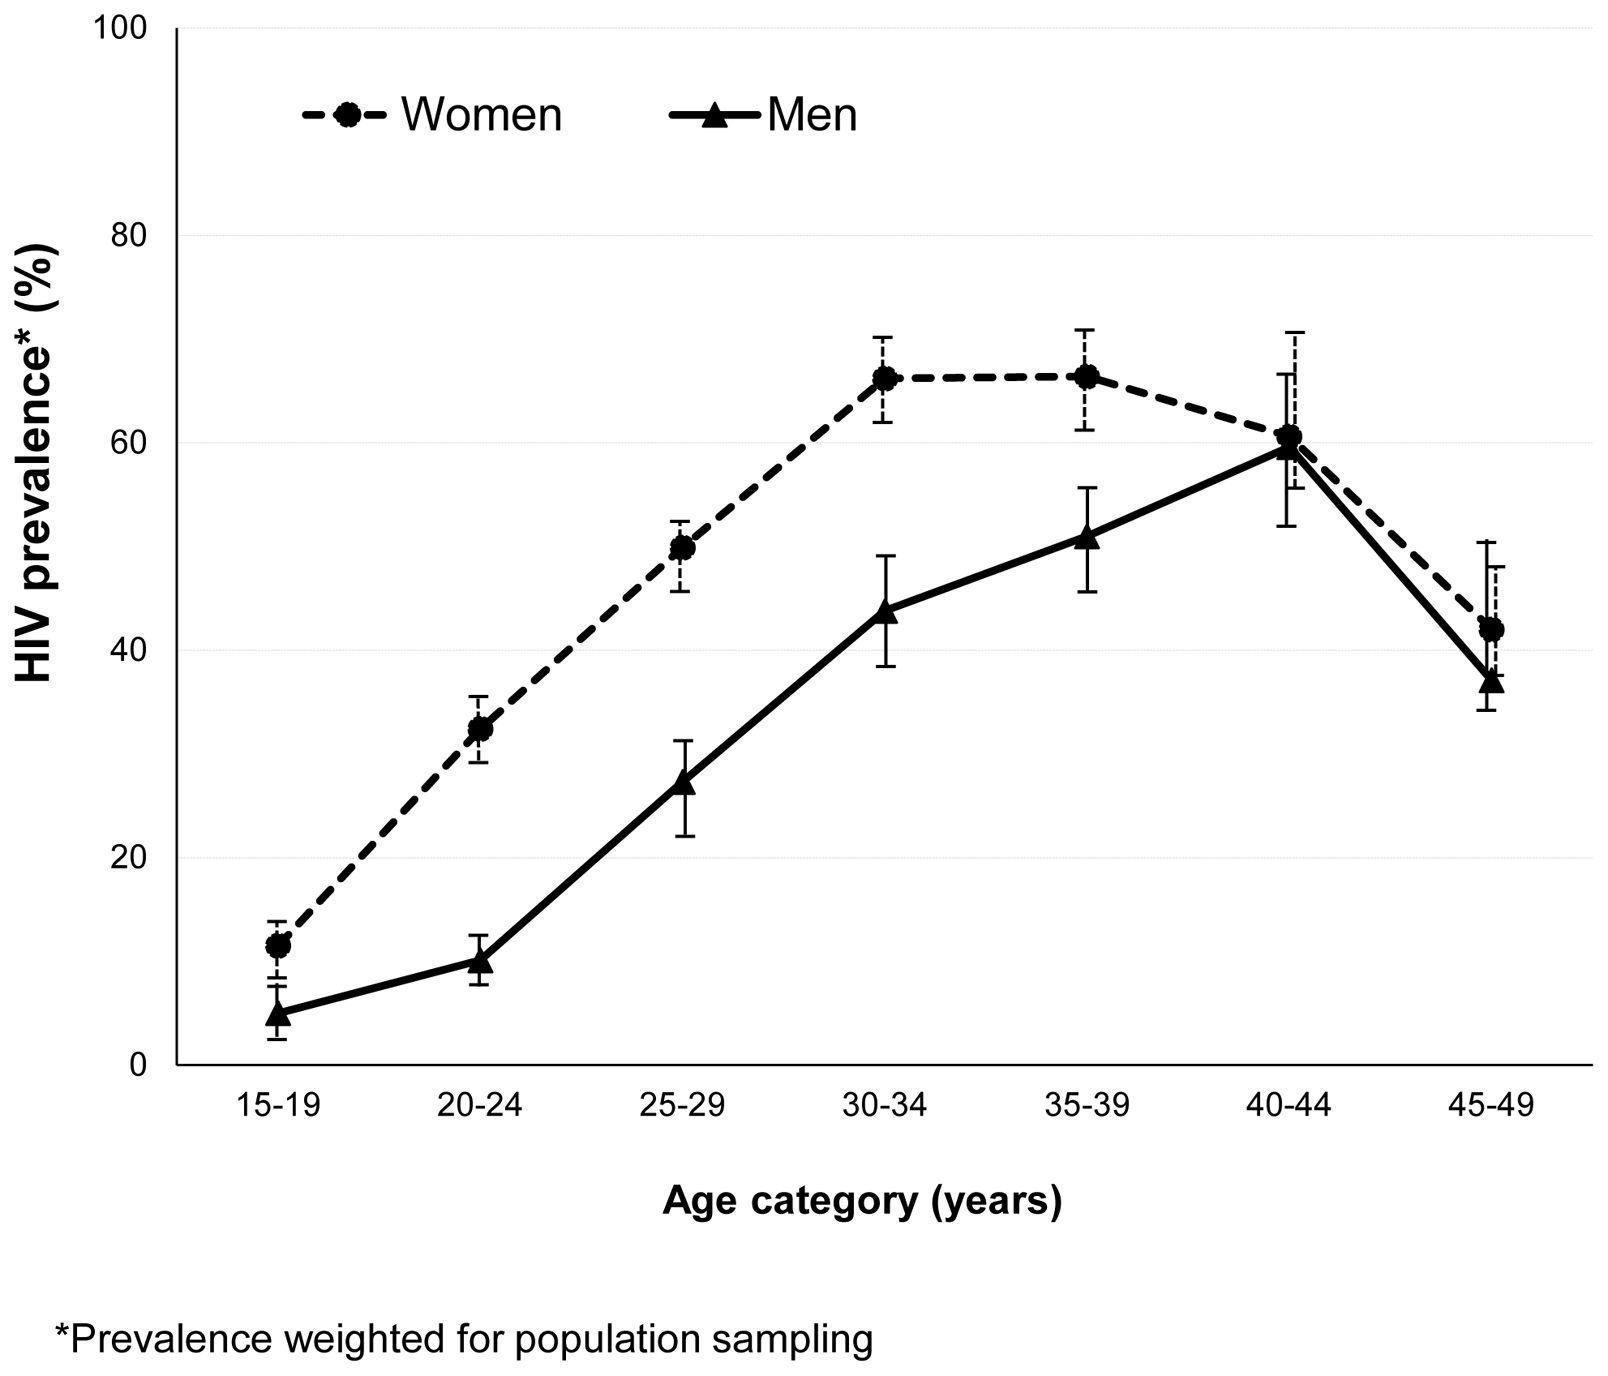 100
Women Men
80
60
40
20
0
HIV prevalence* (%)
15-19 20-24 25-29 30-34 35-39 40-44 45-49
Age category (years)
*Prevalence weighted for population sampling